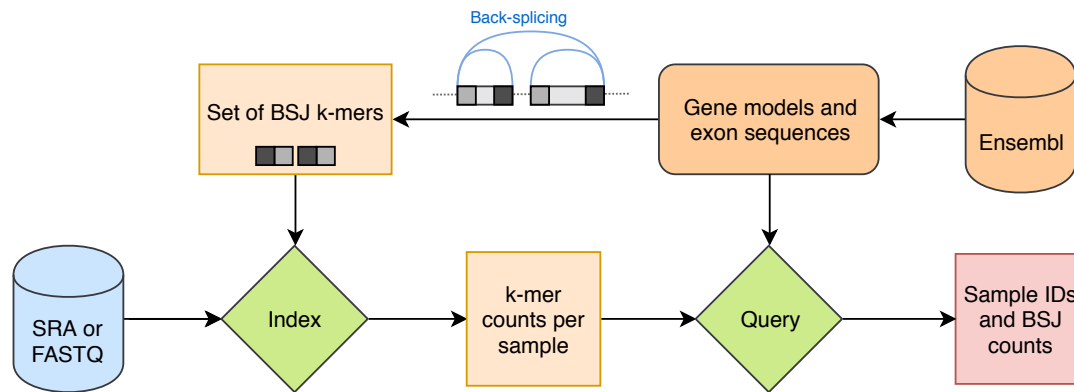 Back-splicing
Set of BSJ k-mers
Gene models and
exon sequences
Ensembl
SRA or
FASTQ
Index
k-mer
counts per
sample
Query
Sample IDs
and BSJ
counts